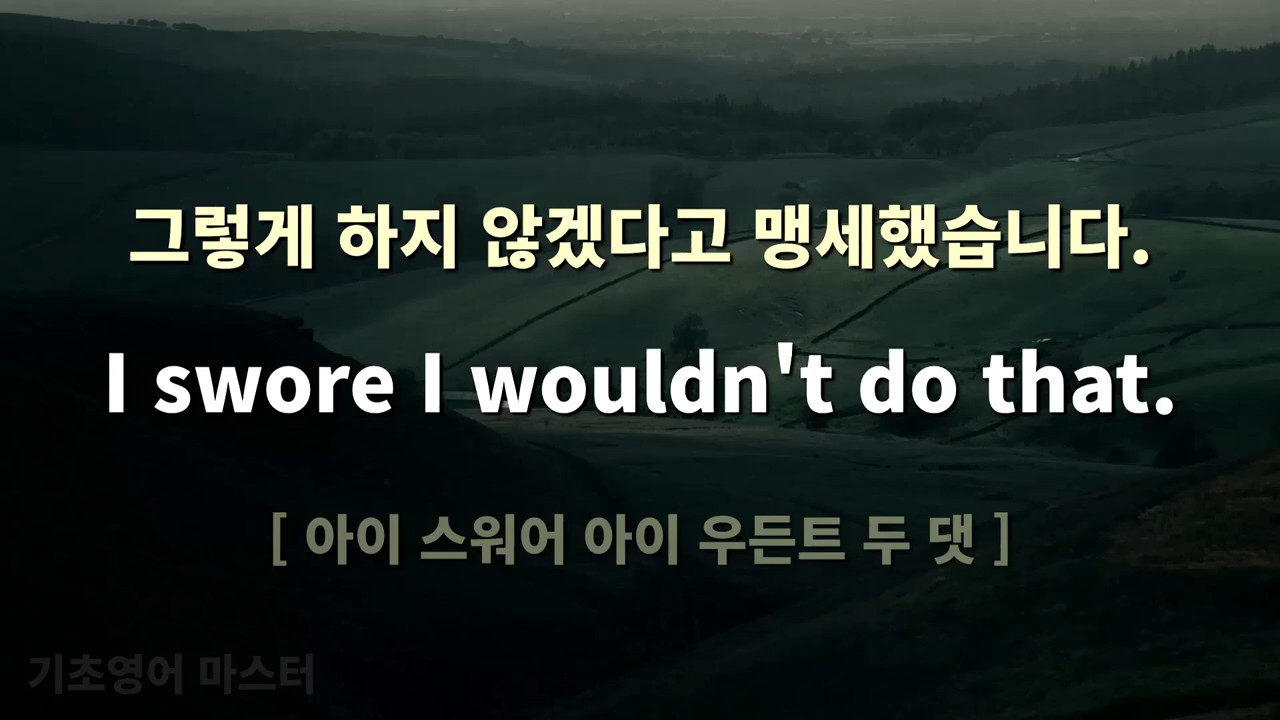 그렇게 하지 않겠다고 맹세했습니다.
I swore I wouldn't do that.
[ 아이 스워어 아이 우든트 두 댓 ]
기초영어 마스터